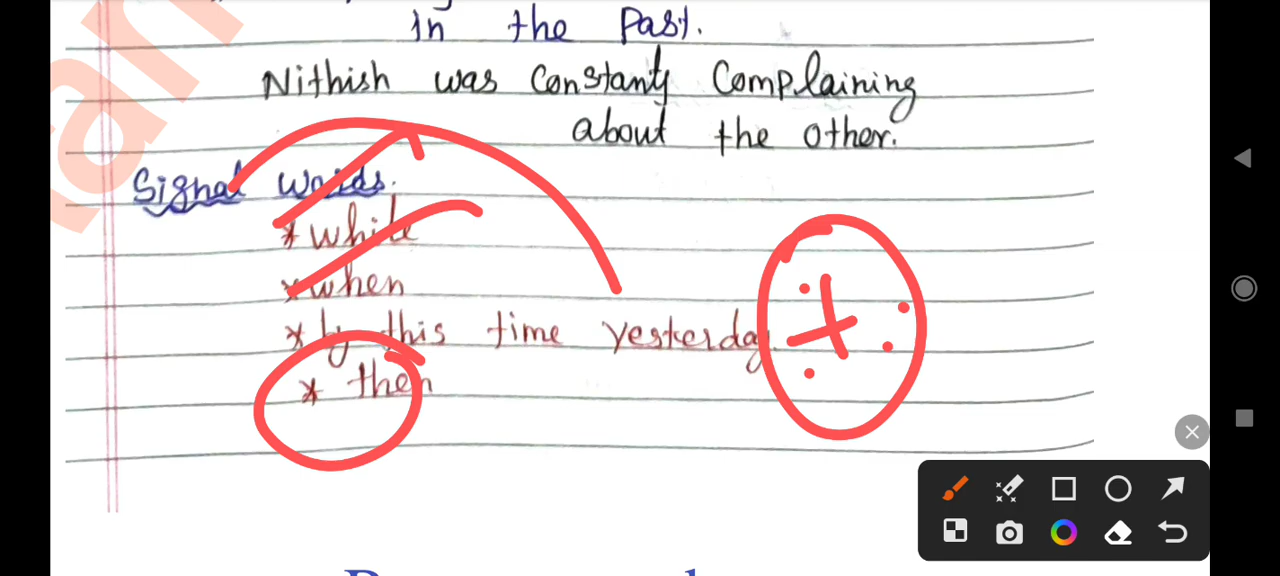 in the Past.
Nithish was Constanty Complaining
about the other.
Signal Words.
* while
* when
* by this time yesterday
* then